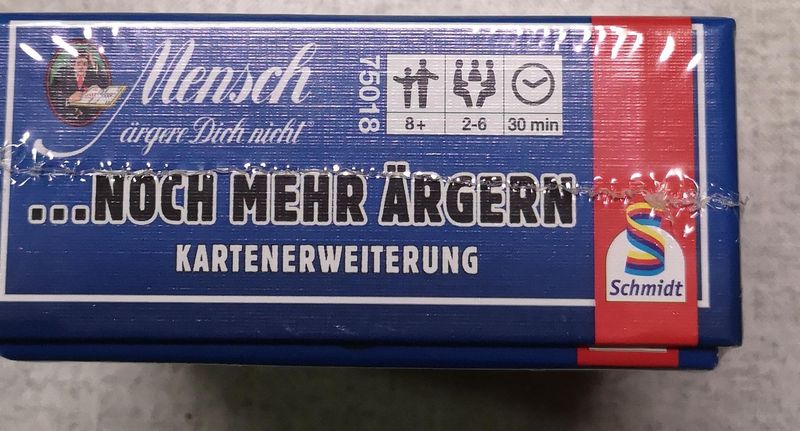 Mensch
ärgere Dich nicht®
75018
8+
2-6
30 min
...NOCH MEHR ÄRGERN
KARTENERWEITERUNG
Schmidt